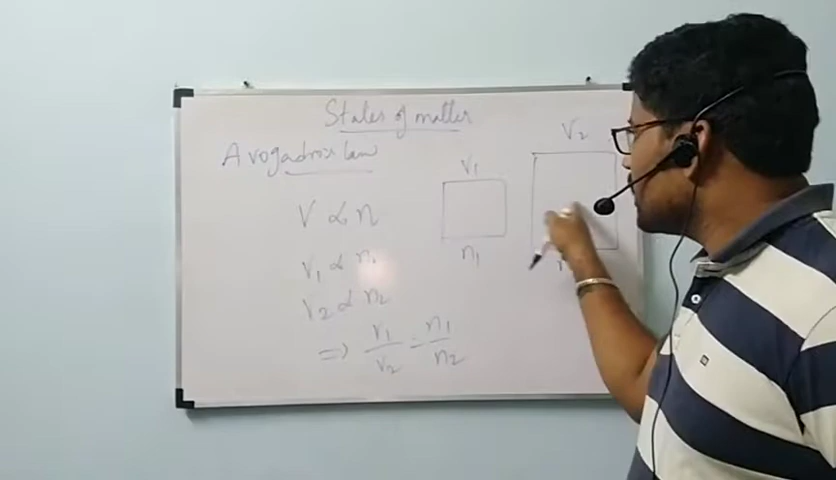 States of matter
Avogadro's law
V ∝ n
V₁ ∝ n₁
V₂ ∝ n₂
⇒ V₁/V₂ = n₁/n₂
V₁
n₁
V₂
n